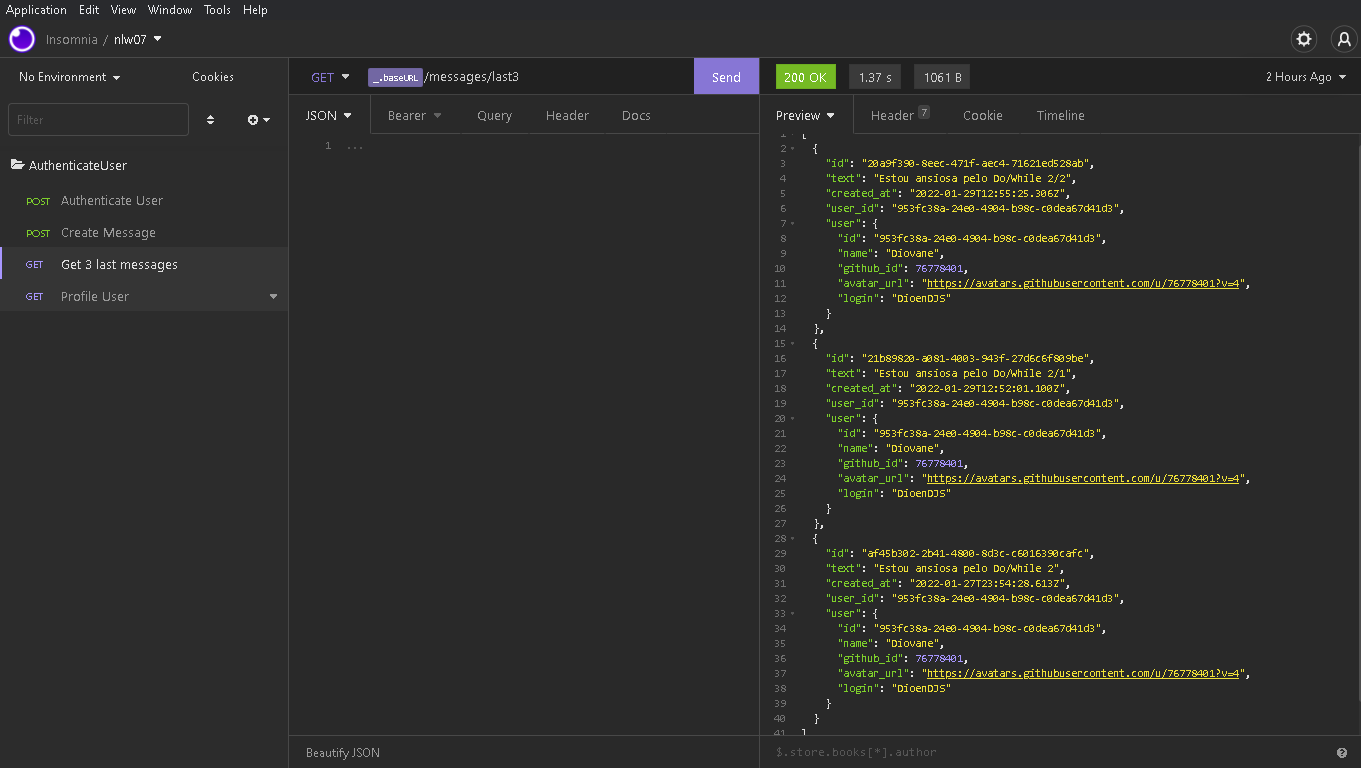 Application Edit View Window Tools Help
Insomnia / nlw07
No Environment
Cookies
Filter
AuthenticateUser
POST Authenticate User
POST Create Message
GET Get 3 last messages
GET Profile User
GET _.baseURL/messages/last3 Send
JSON Bearer Query Header Docs
1 ...
Beautify JSON
200 OK 1.37 s 1061 B 2 Hours Ago
Preview Header 7 Cookie Timeline
1 [
2 {
3 "id": "20a9f390-8eec-471f-aec4-71621ed528ab",
4 "text": "Estou ansiosa pelo Do/While 2/2",
5 "created_at": "2022-01-29T12:55:25.306Z",
6 "user_id": "953fc38a-24e0-4904-b98c-c0dea67d41d3",
7 "user": {
8 "id": "953fc38a-24e0-4904-b98c-c0dea67d41d3",
9 "name": "Diovane",
10 "github_id": 76778401,
11 "avatar_url": "https://avatars.githubusercontent.com/u/76778401?v=4",
12 "login": "DioenDJS"
13 }
14 },
15 {
16 "id": "21b89820-a081-4003-943f-27d6c6f809be",
17 "text": "Estou ansiosa pelo Do/While 2/1",
18 "created_at": "2022-01-29T12:52:01.100Z",
19 "user_id": "953fc38a-24e0-4904-b98c-c0dea67d41d3",
20 "user": {
21 "id": "953fc38a-24e0-4904-b98c-c0dea67d41d3",
22 "name": "Diovane",
23 "github_id": 76778401,
24 "avatar_url": "https://avatars.githubusercontent.com/u/76778401?v=4",
25 "login": "DioenDJS"
26 }
27 },
28 {
29 "id": "af45b302-2b41-4800-8d3c-c6016390cafc",
30 "text": "Estou ansiosa pelo Do/While 2",
31 "created_at": "2022-01-27T23:54:28.613Z",
32 "user_id": "953fc38a-24e0-4904-b98c-c0dea67d41d3",
33 "user": {
34 "id": "953fc38a-24e0-4904-b98c-c0dea67d41d3",
35 "name": "Diovane",
36 "github_id": 76778401,
37 "avatar_url": "https://avatars.githubusercontent.com/u/76778401?v=4",
38 "login": "DioenDJS"
39 }
40 }
41 ]
$.store.books[*].author